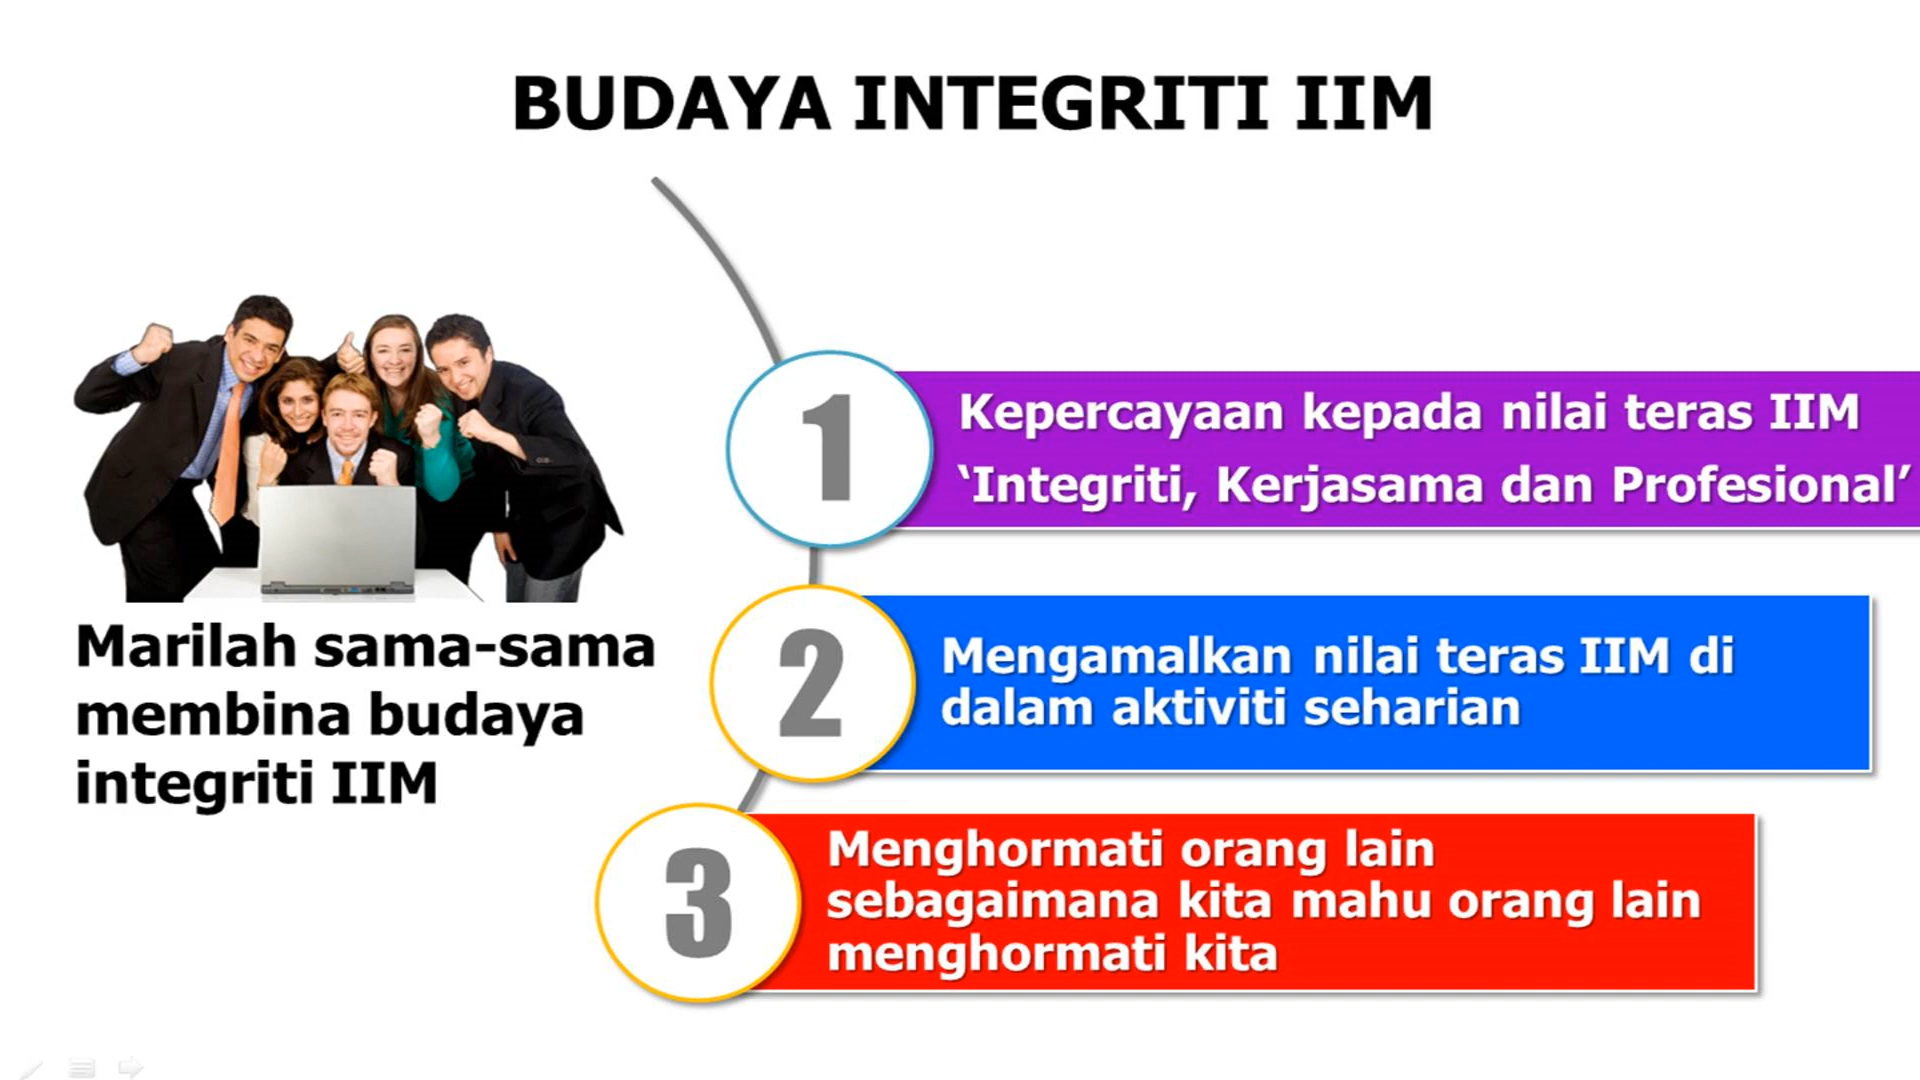 BUDAYA INTEGRITI IIM
Marilah sama-sama
membina budaya
integriti IIM
1
Kepercayaan kepada nilai teras IIM
‘Integriti, Kerjasama dan Profesional’
2
Mengamalkan nilai teras IIM di
dalam aktiviti seharian
3
Menghormati orang lain
sebagaimana kita mahu orang lain
menghormati kita